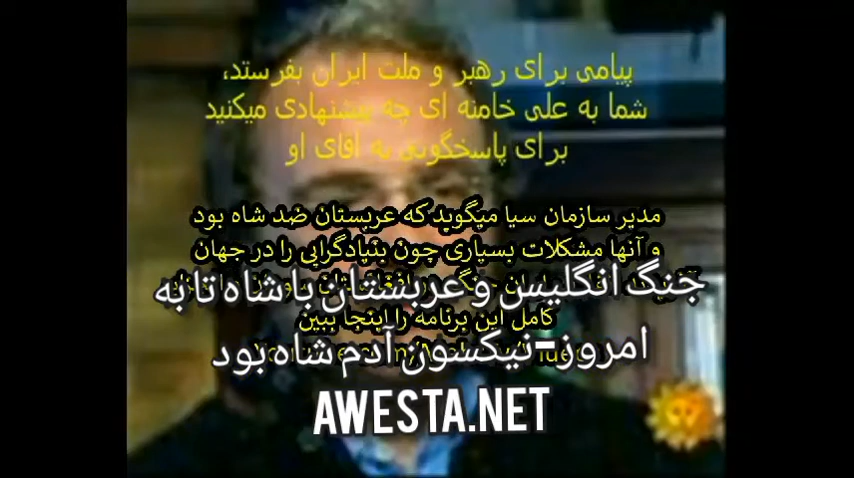 پیامی برای رهبر و ملت ایران بفرستد،
شما به علی خامنه ای چه پیشنهادی میکنید
برای پاسخگویی به آقای او
مدیر سازمان سیا میگوید که عربستان ضد شاه بود
و آنها مشکلات بسیاری چون بنیادگرایی را در جهان
جنگ انگلیس و عربستان با شاه تا به
کامل این برنامه را اینجا ببین
امروز-نیکسون آدم شاه بود
AWESTA.NET